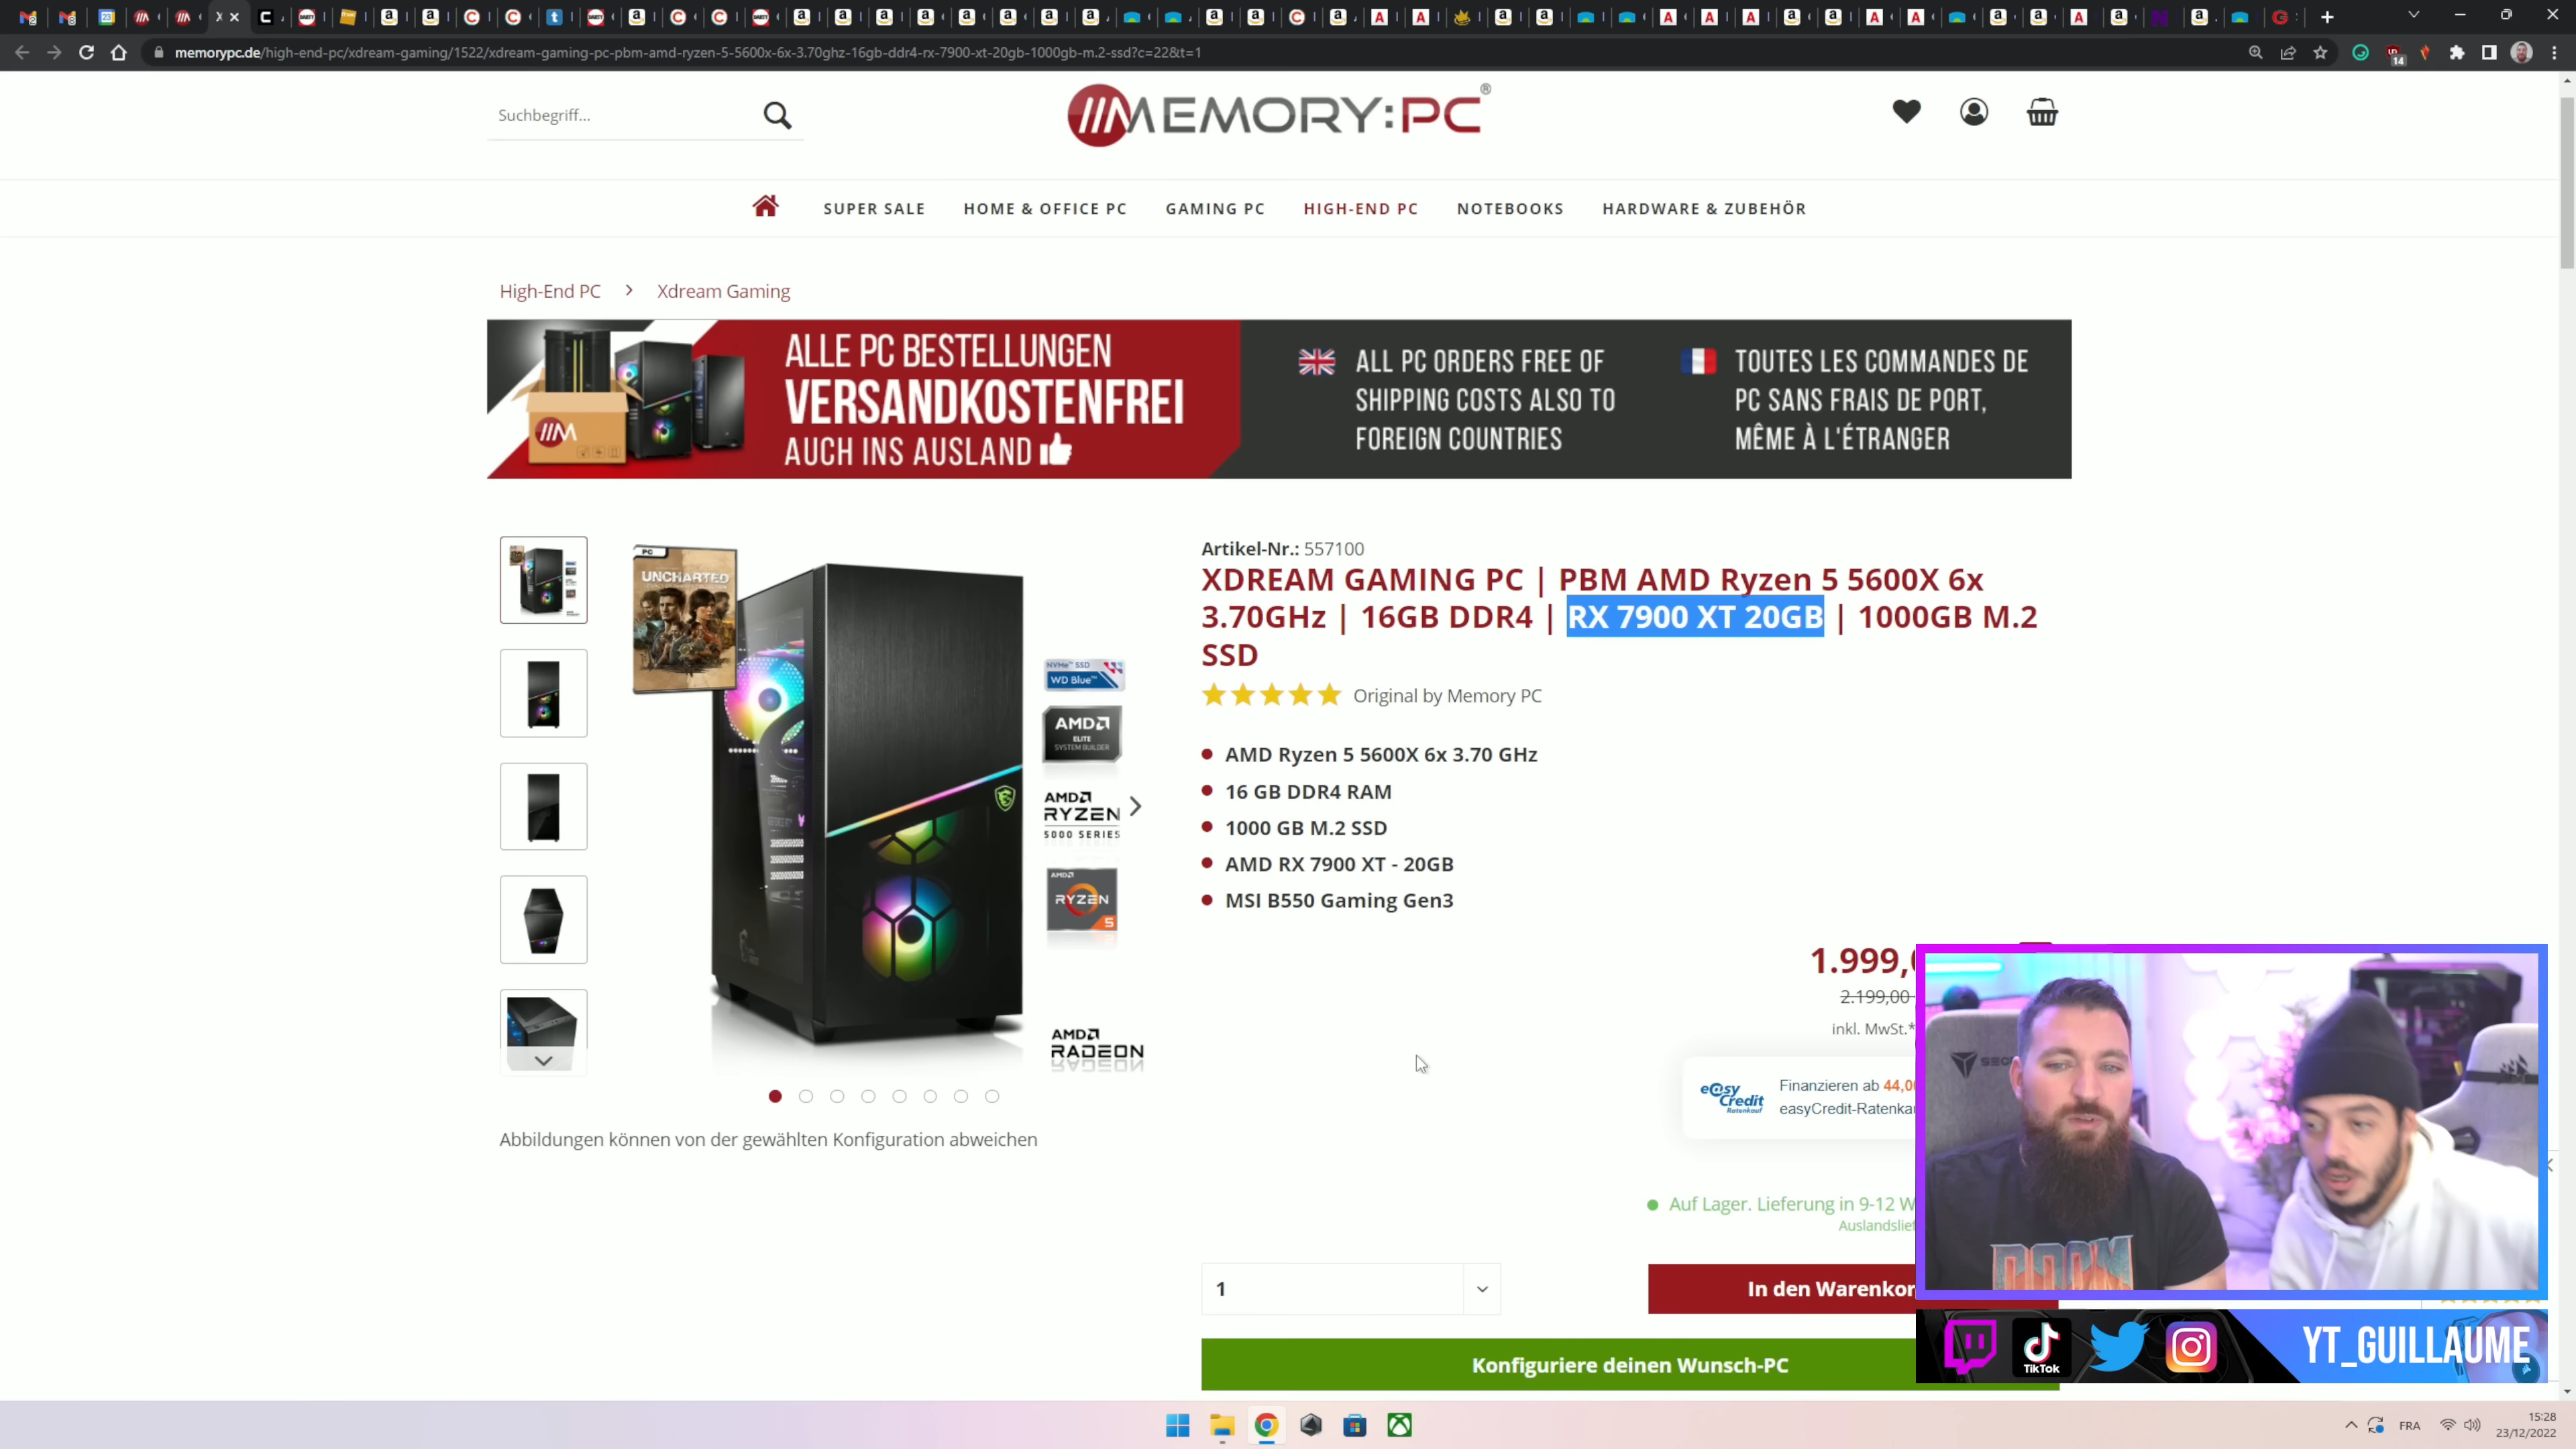 memorypc.de/high-end-pc/xdream-gaming/1522/xdream-gaming-pc-pbm-amd-ryzen-5-5600x-6x-3.70ghz-16gb-ddr4-rx-7900-xt-20gb-1000gb-m.2-ssd?c=22&t=1
14
Suchbegriff...
MEMORY:PC®
SUPER SALE HOME & OFFICE PC GAMING PC HIGH-END PC NOTEBOOKS HARDWARE & ZUBEHÖR
High-End PC > Xdream Gaming
ALLE PC BESTELLUNGEN
VERSANDKOSTENFREI
AUCH INS AUSLAND
ALL PC ORDERS FREE OF
SHIPPING COSTS ALSO TO
FOREIGN COUNTRIES
TOUTES LES COMMANDES DE
PC SANS FRAIS DE PORT,
MÊME À L'ÉTRANGER
PC
UNCHARTED
NVMe™ SSD
WD Blue™
AMD
ELITE
SYSTEM BUILDER
AMD
RYZEN
5000 SERIES
AMD
RYZEN
5
AMD
RADEON
Abbildungen können von der gewählten Konfiguration abweichen
Artikel-Nr.: 557100
XDREAM GAMING PC | PBM AMD Ryzen 5 5600X 6x
3.70GHz | 16GB DDR4 | RX 7900 XT 20GB | 1000GB M.2
SSD
Original by Memory PC
AMD Ryzen 5 5600X 6x 3.70 GHz
16 GB DDR4 RAM
1000 GB M.2 SSD
AMD RX 7900 XT - 20GB
MSI B550 Gaming Gen3
1.999,
2.199,00
inkl. MwSt.*
easyCredit
Ratenkauf
Finanzieren ab 44,0
easyCredit-Ratenka
Auf Lager. Lieferung in 9-12 W
Auslandslief
1
In den Warenkor
Konfiguriere deinen Wunsch-PC
DOOM
TikTok
YT_GUILLAUME
FRA
15:28
23/12/2022